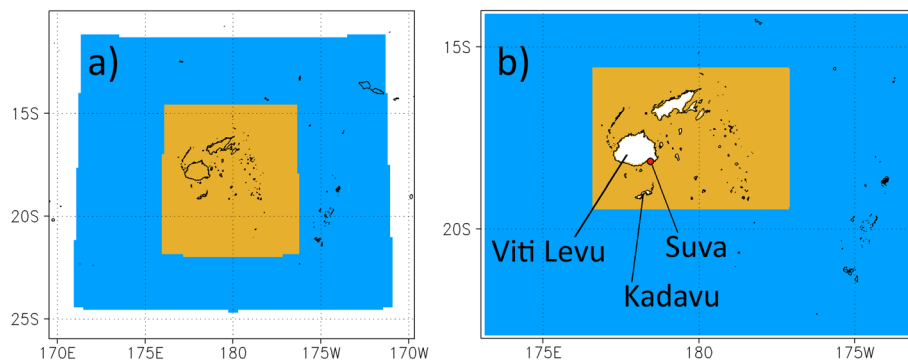 a)
15S
20S
25S
170E
175E
180
175W
170W
b)
15S
20S
Viti Levu
Suva
Kadavu
175E
180
175W